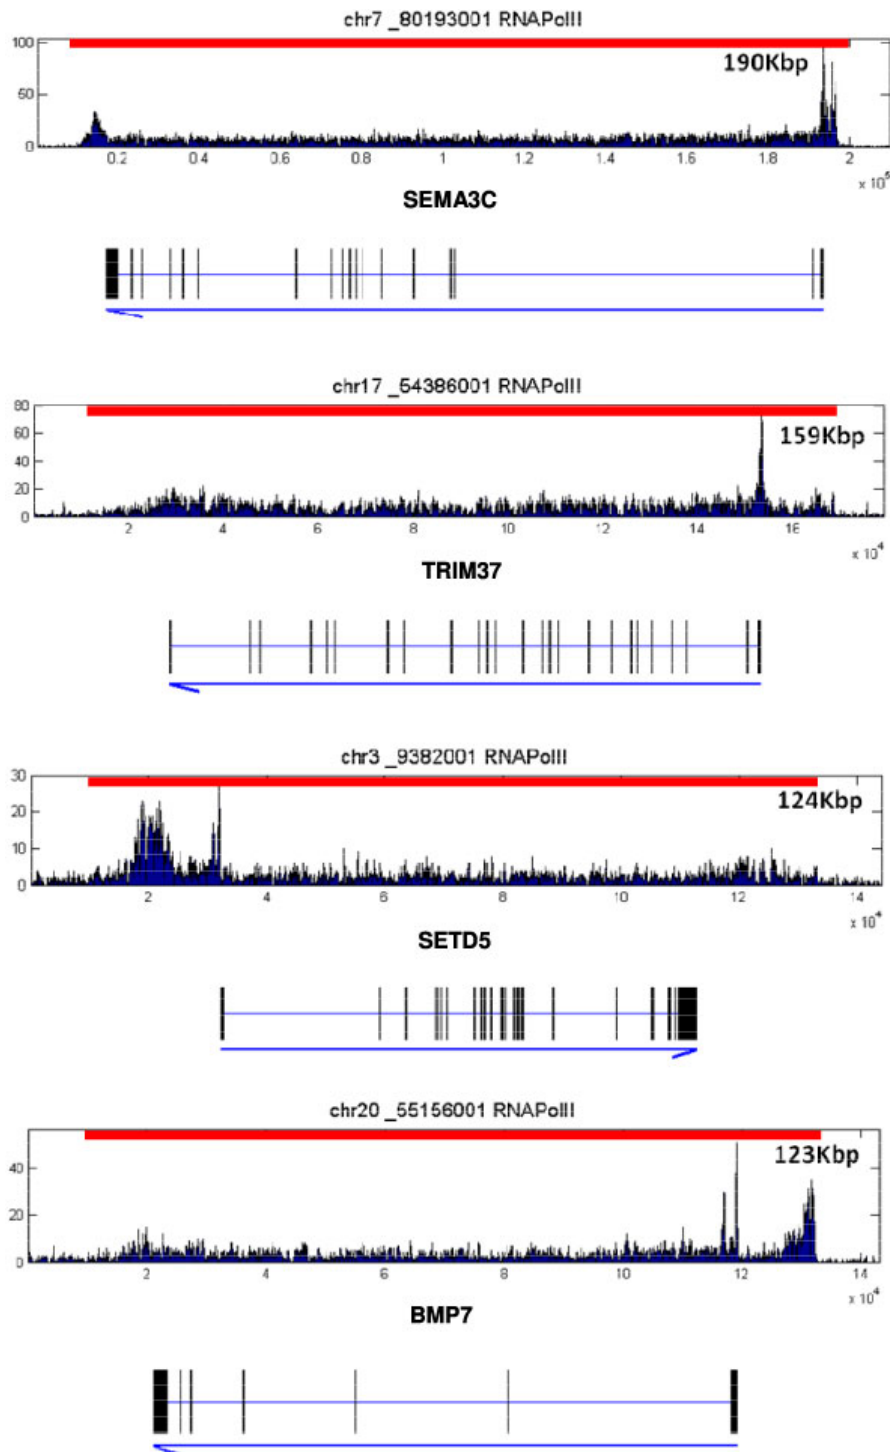 chr7 _80193001 RNAPolII
100
190Kbp
50
0
0.2 0.4 0.6 0.8 1 1.2 1.4 1.6 1.8 2
x 10^5
SEMA3C
chr17 _54386001 RNAPolII
80
159Kbp
60
40
20
0
2 4 6 8 10 12 14 16
x 10^4
TRIM37
chr3 _9382001 RNAPolII
30
124Kbp
20
10
0
2 4 6 8 10 12 14
x 10^4
SETD5
chr20 _55156001 RNAPolII
123Kbp
40
20
0
2 4 6 8 10 12 14
x 10^4
BMP7